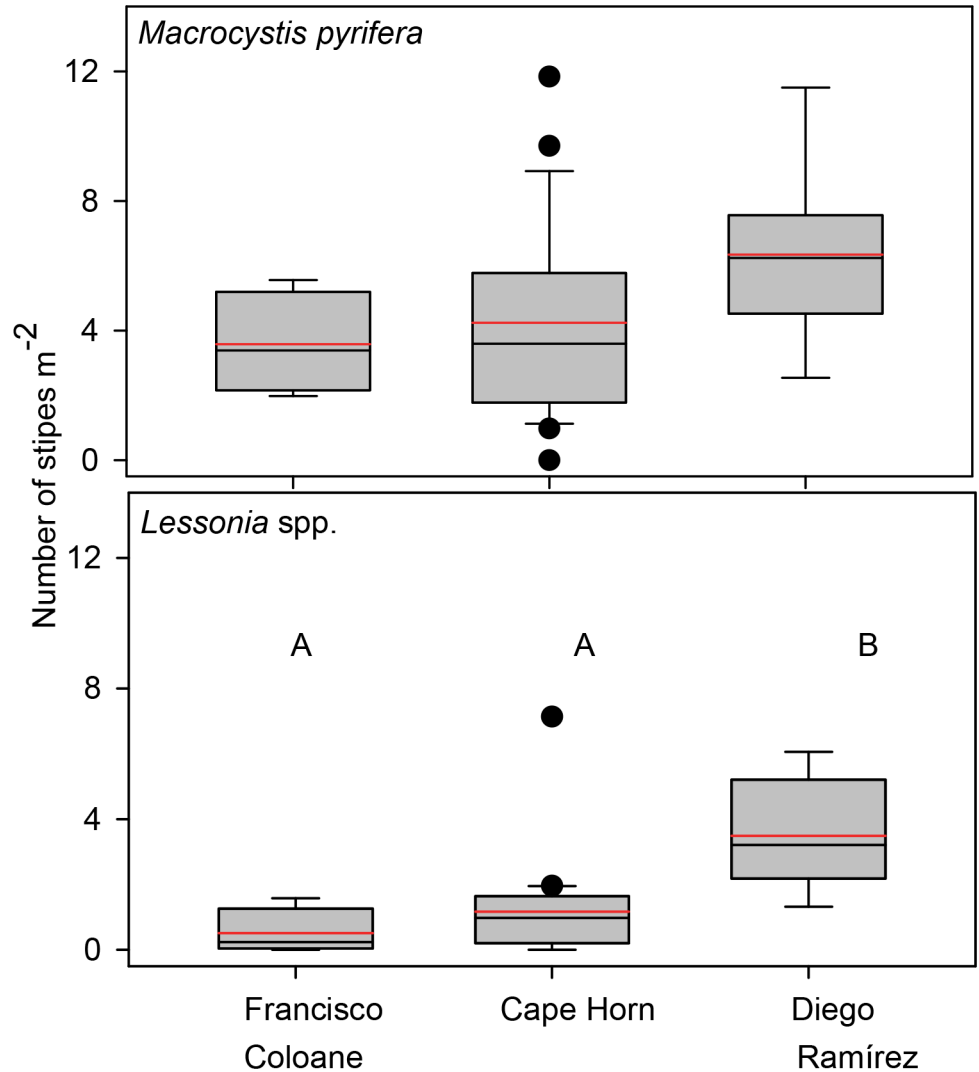 Macrocystis pyrifera
12
8
4
0
Number of stipes m-2
Lessonia spp.
12
A A B
8
4
0
Francisco Cape Horn Diego
Coloane Ramírez